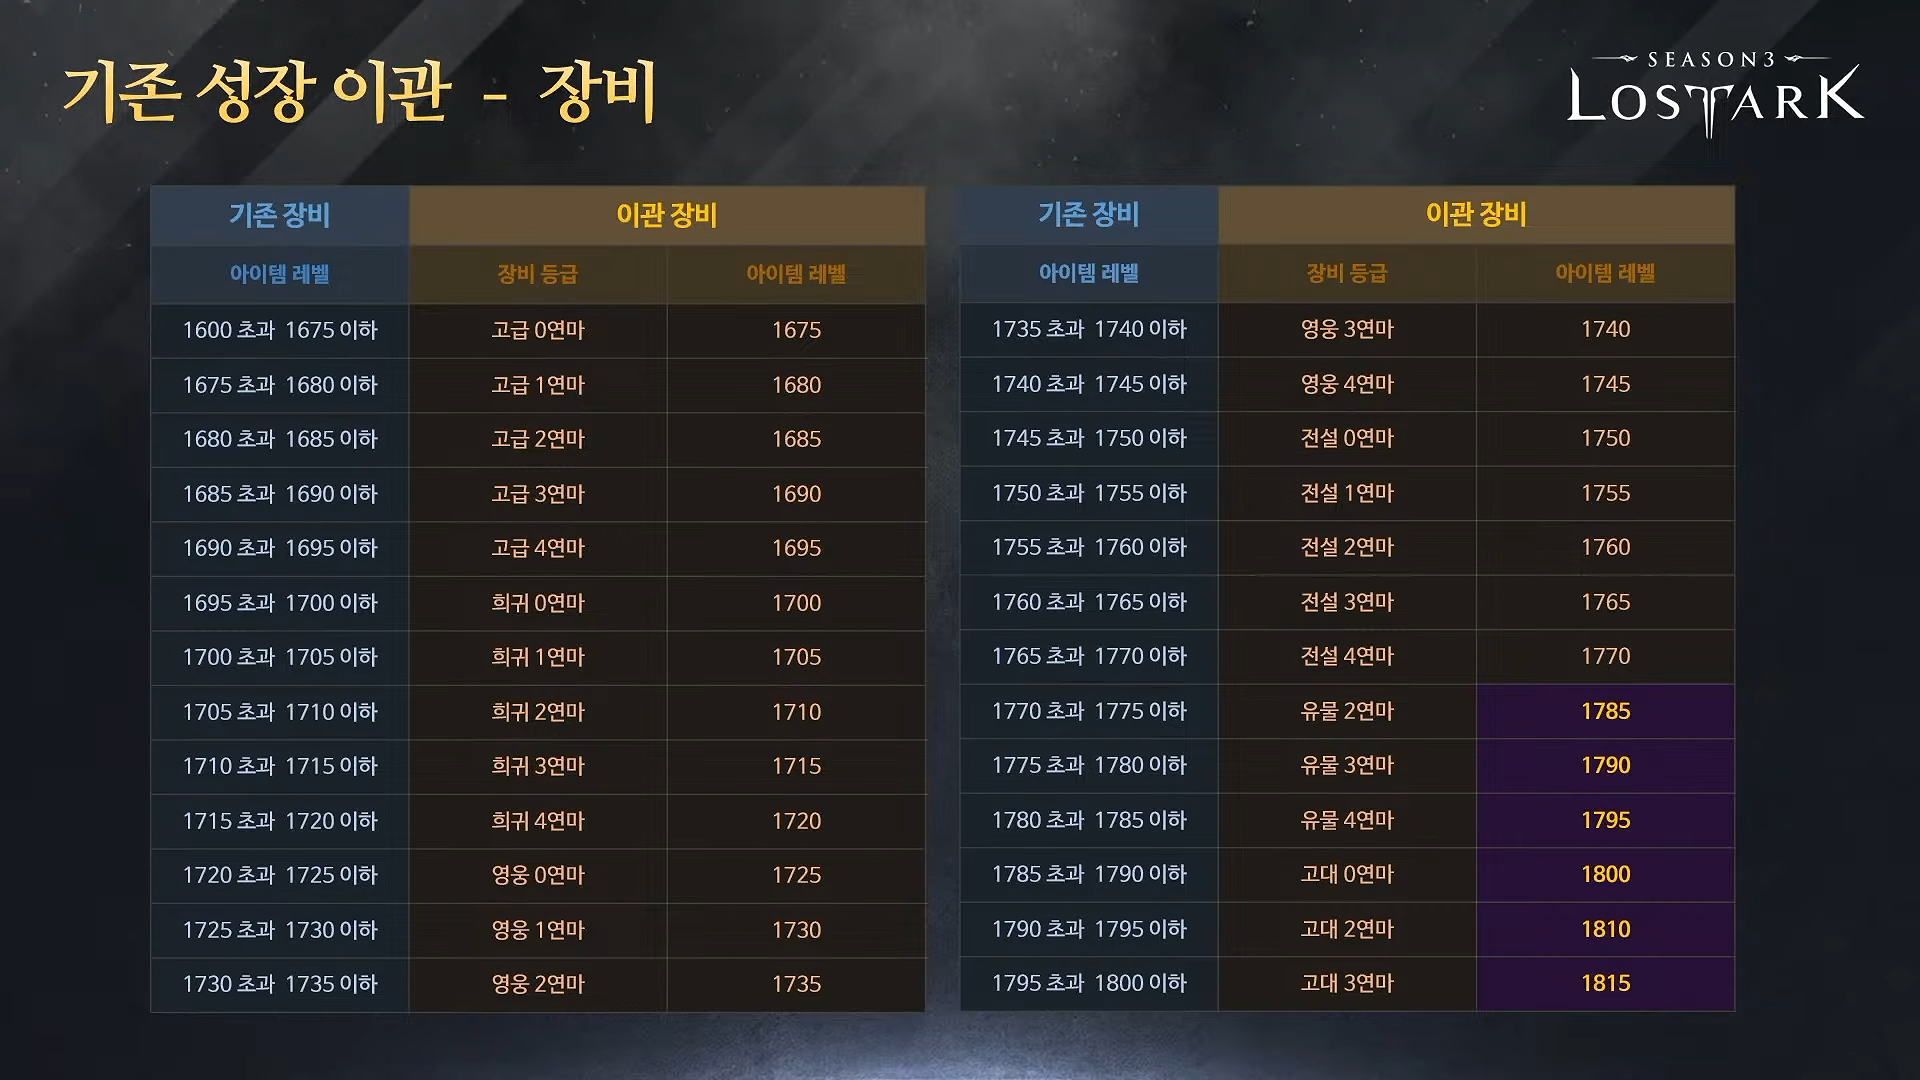 기존 성장 이관 - 장비
SEASON 3
LOST ARK
기존 장비 이관 장비
아이템 레벨 장비 등급 아이템 레벨
1600 초과 1675 이하 고급 0연마 1675
1675 초과 1680 이하 고급 1연마 1680
1680 초과 1685 이하 고급 2연마 1685
1685 초과 1690 이하 고급 3연마 1690
1690 초과 1695 이하 고급 4연마 1695
1695 초과 1700 이하 희귀 0연마 1700
1700 초과 1705 이하 희귀 1연마 1705
1705 초과 1710 이하 희귀 2연마 1710
1710 초과 1715 이하 희귀 3연마 1715
1715 초과 1720 이하 희귀 4연마 1720
1720 초과 1725 이하 영웅 0연마 1725
1725 초과 1730 이하 영웅 1연마 1730
1730 초과 1735 이하 영웅 2연마 1735
기존 장비 이관 장비
아이템 레벨 장비 등급 아이템 레벨
1735 초과 1740 이하 영웅 3연마 1740
1740 초과 1745 이하 영웅 4연마 1745
1745 초과 1750 이하 전설 0연마 1750
1750 초과 1755 이하 전설 1연마 1755
1755 초과 1760 이하 전설 2연마 1760
1760 초과 1765 이하 전설 3연마 1765
1765 초과 1770 이하 전설 4연마 1770
1770 초과 1775 이하 유물 2연마 1785
1775 초과 1780 이하 유물 3연마 1790
1780 초과 1785 이하 유물 4연마 1795
1785 초과 1790 이하 고대 0연마 1800
1790 초과 1795 이하 고대 2연마 1810
1795 초과 1800 이하 고대 3연마 1815